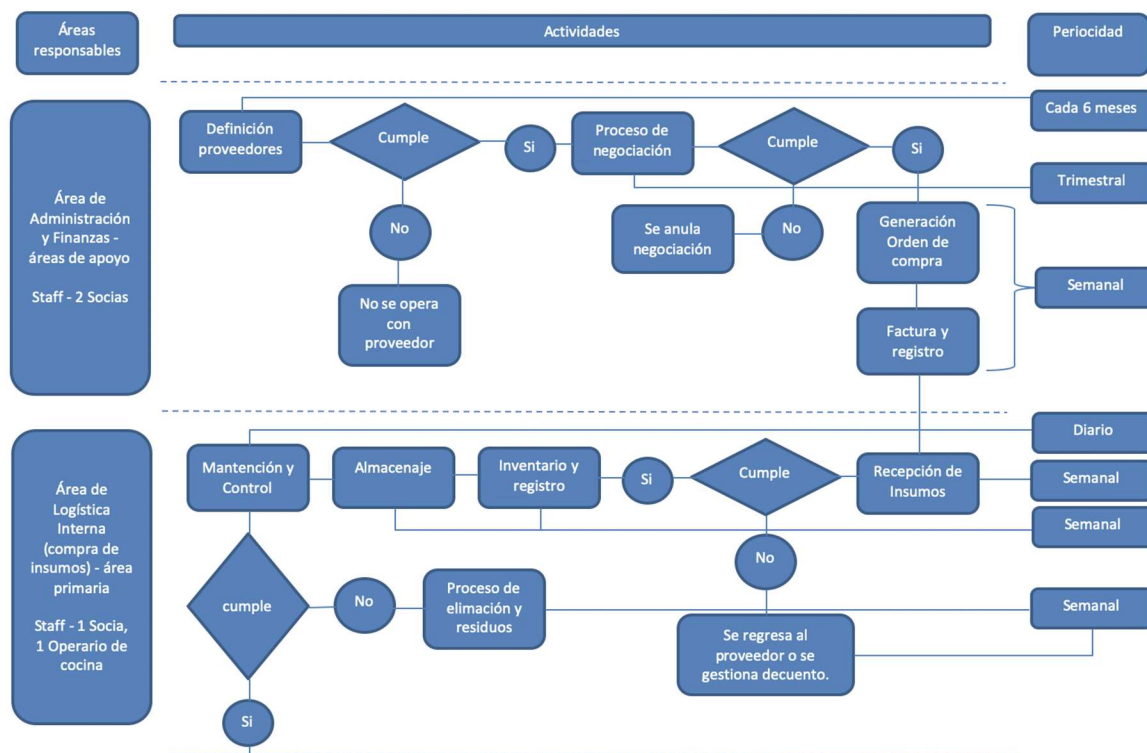 Áreas
responsables
Actividades
Periocidad
Cada 6 meses
Definición
proveedores
Cumple
Si
Proceso de
negociación
Cumple
Si
Trimestral
Área de
Administración
y Finanzas -
áreas de apoyo
Staff - 2 Socias
No
Se anula
negociación
No
Generación
Orden de
compra
Semanal
No se opera
con
proveedor
Factura y
registro
Diario
Mantención y
Control
Almacenaje
Inventario y
registro
Si
Cumple
Recepción de
Insumos
Semanal
Semanal
Área de
Logística
Interna
(compra de
insumos) - área
primaria
Staff - 1 Socia,
1 Operario de
cocina
No
cumple
No
Proceso de
elimación y
residuos
Semanal
Se regresa al
proveedor o se
gestiona decuento.
Si